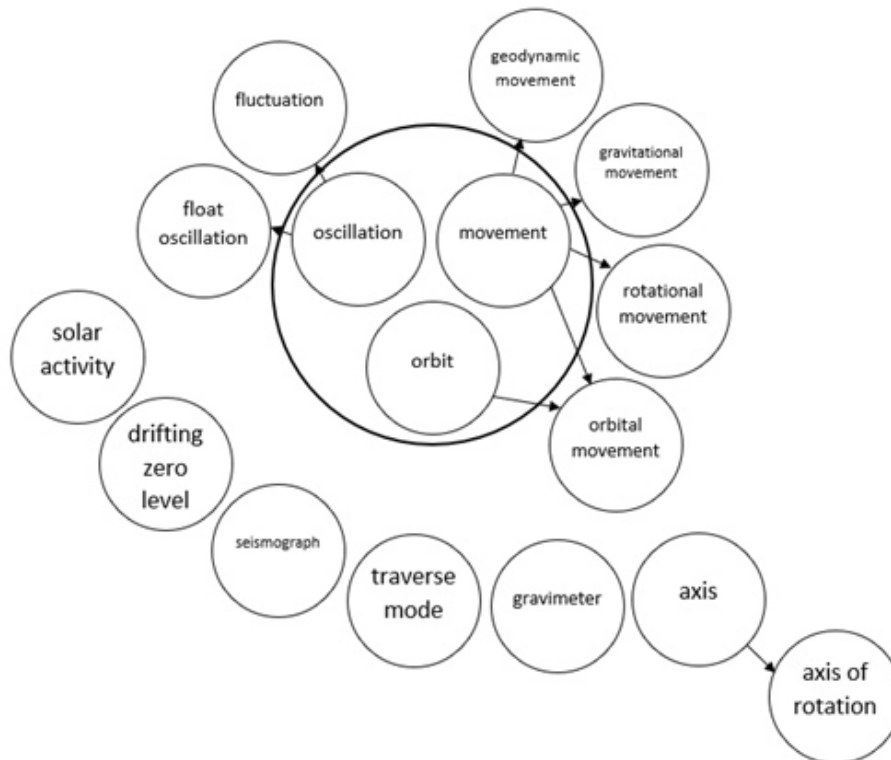 geodynamic
movement
fluctuation
gravitational
movement
float
oscillation
oscillation
movement
rotational
movement
solar
activity
orbit
orbital
movement
drifting
zero
level
seismograph
traverse
mode
gravimeter
axis
axis of
rotation